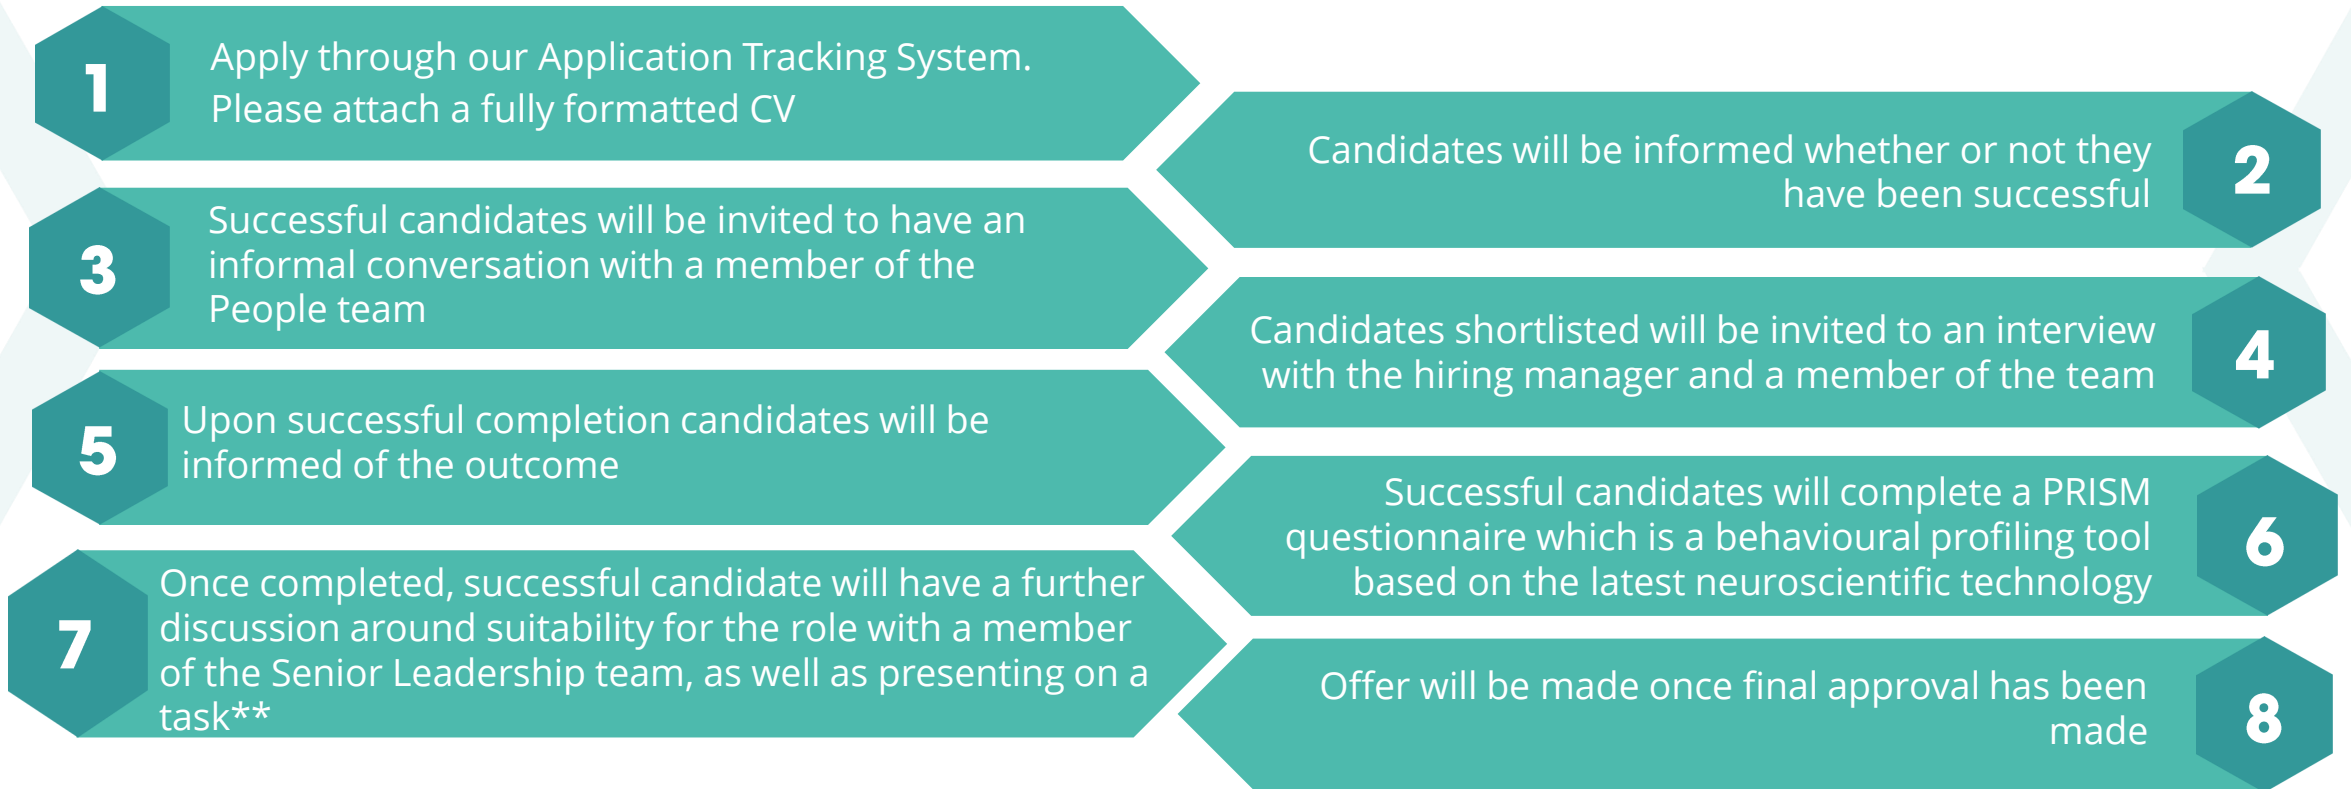 1
Apply through our Application Tracking System.
Please attach a fully formatted CV
2
Candidates will be informed whether or not they
have been successful
3
Successful candidates will be invited to have an
informal conversation with a member of the
People team
4
Candidates shortlisted will be invited to an interview
with the hiring manager and a member of the team
5
Upon successful completion candidates will be
informed of the outcome
6
Successful candidates will complete a PRISM
questionnaire which is a behavioural profiling tool
based on the latest neuroscientific technology
7
Once completed, successful candidate will have a further
discussion around suitability for the role with a member
of the Senior Leadership team, as well as presenting on a
task**
8
Offer will be made once final approval has been
made